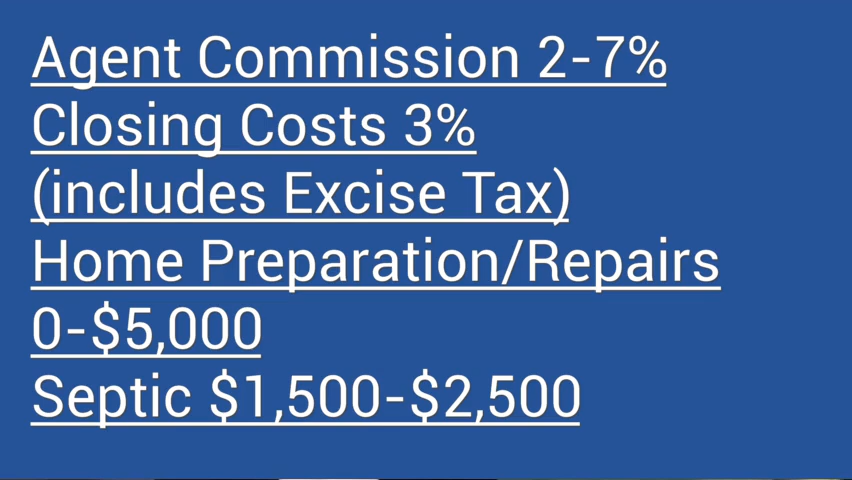 Agent Commission 2-7%
Closing Costs 3%
(includes Excise Tax)
Home Preparation/Repairs
0-$5,000
Septic $1,500-$2,500